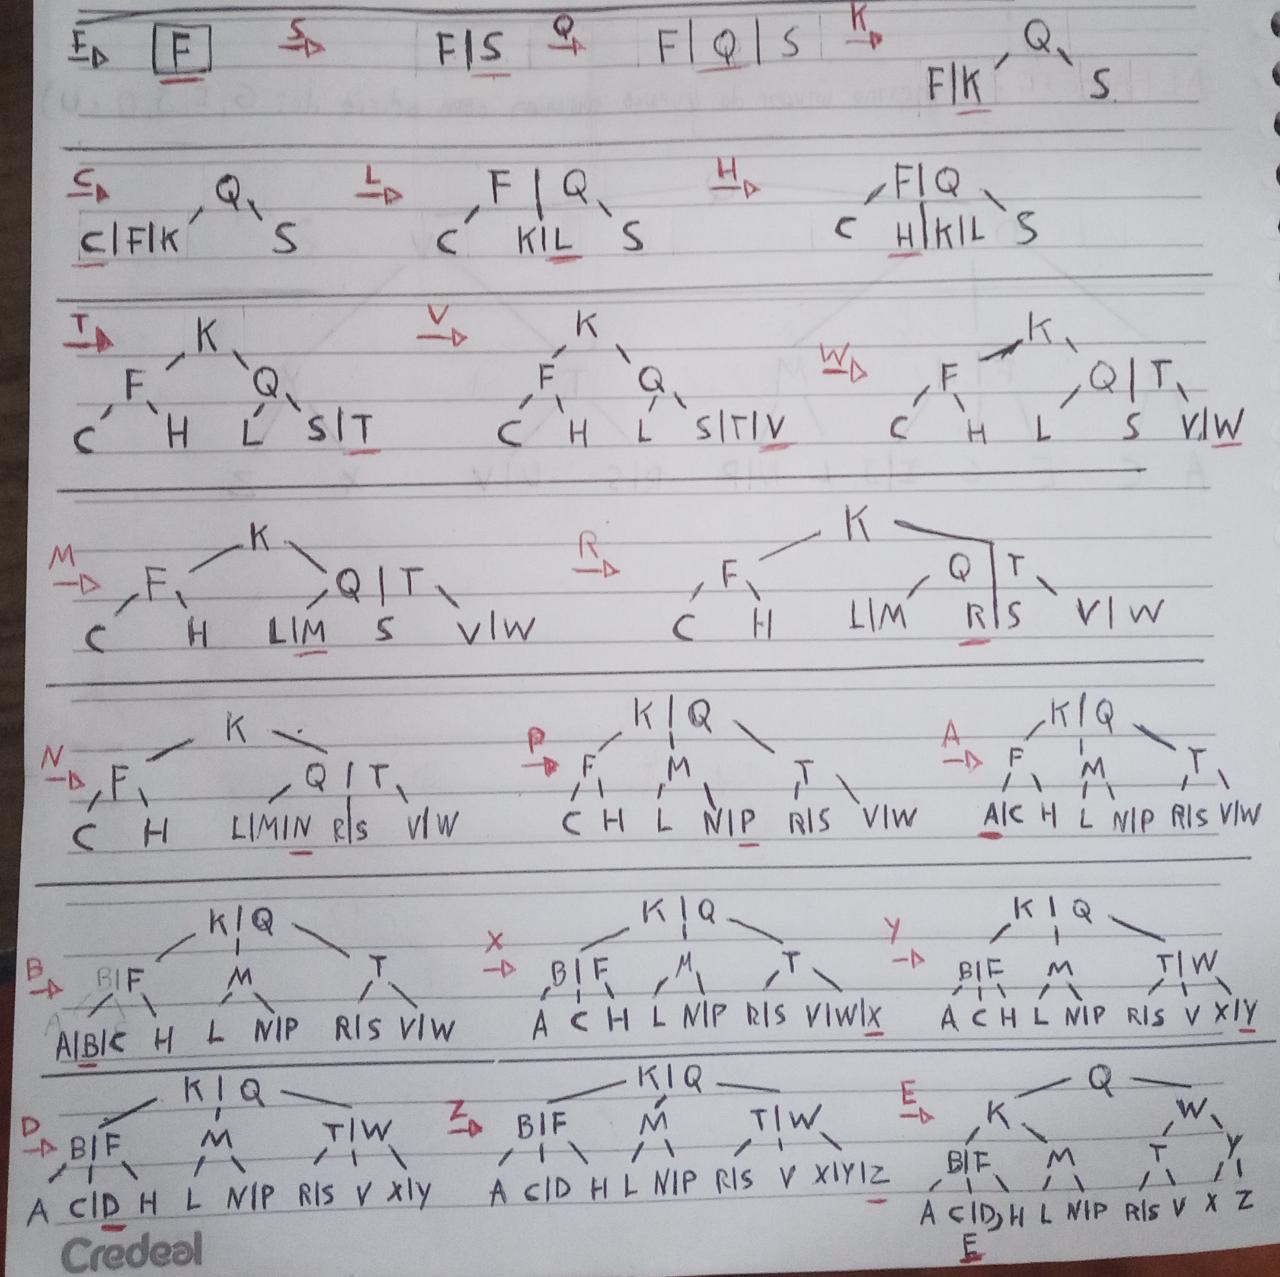 F F S F|S Q F|Q|S K Q
F|K S
C Q L F|Q H F|Q
C|F|K S C K|L S C H|K|L S
T K V K W K
F Q F Q F Q|T
C H L S|T C H L S|T|V C H L S V|W
M K R K
F Q|T F Q|T
C H L|M S V|W C H L|M R|S V|W
K K|Q K|Q
N F Q|T P F M T A F M T
C H L|M|N R|S V|W C H L N|P R|S V|W A|C H L N|P R|S V|W
K|Q K|Q K|Q
B B|F M T X B|F M T Y B|F M T|W
A|B|C H L N|P R|S V|W A C H L N|P R|S V|W|X A C H L N|P R|S V X|Y
K|Q K|Q Q
D B|F M T|W Z B|F M T|W E K W
B|F M T Y
A C|D H L N|P R|S V X|Y A C|D H L N|P R|S V X|Y|Z A C|D, H L N|P R|S V X Z
E
Credeal